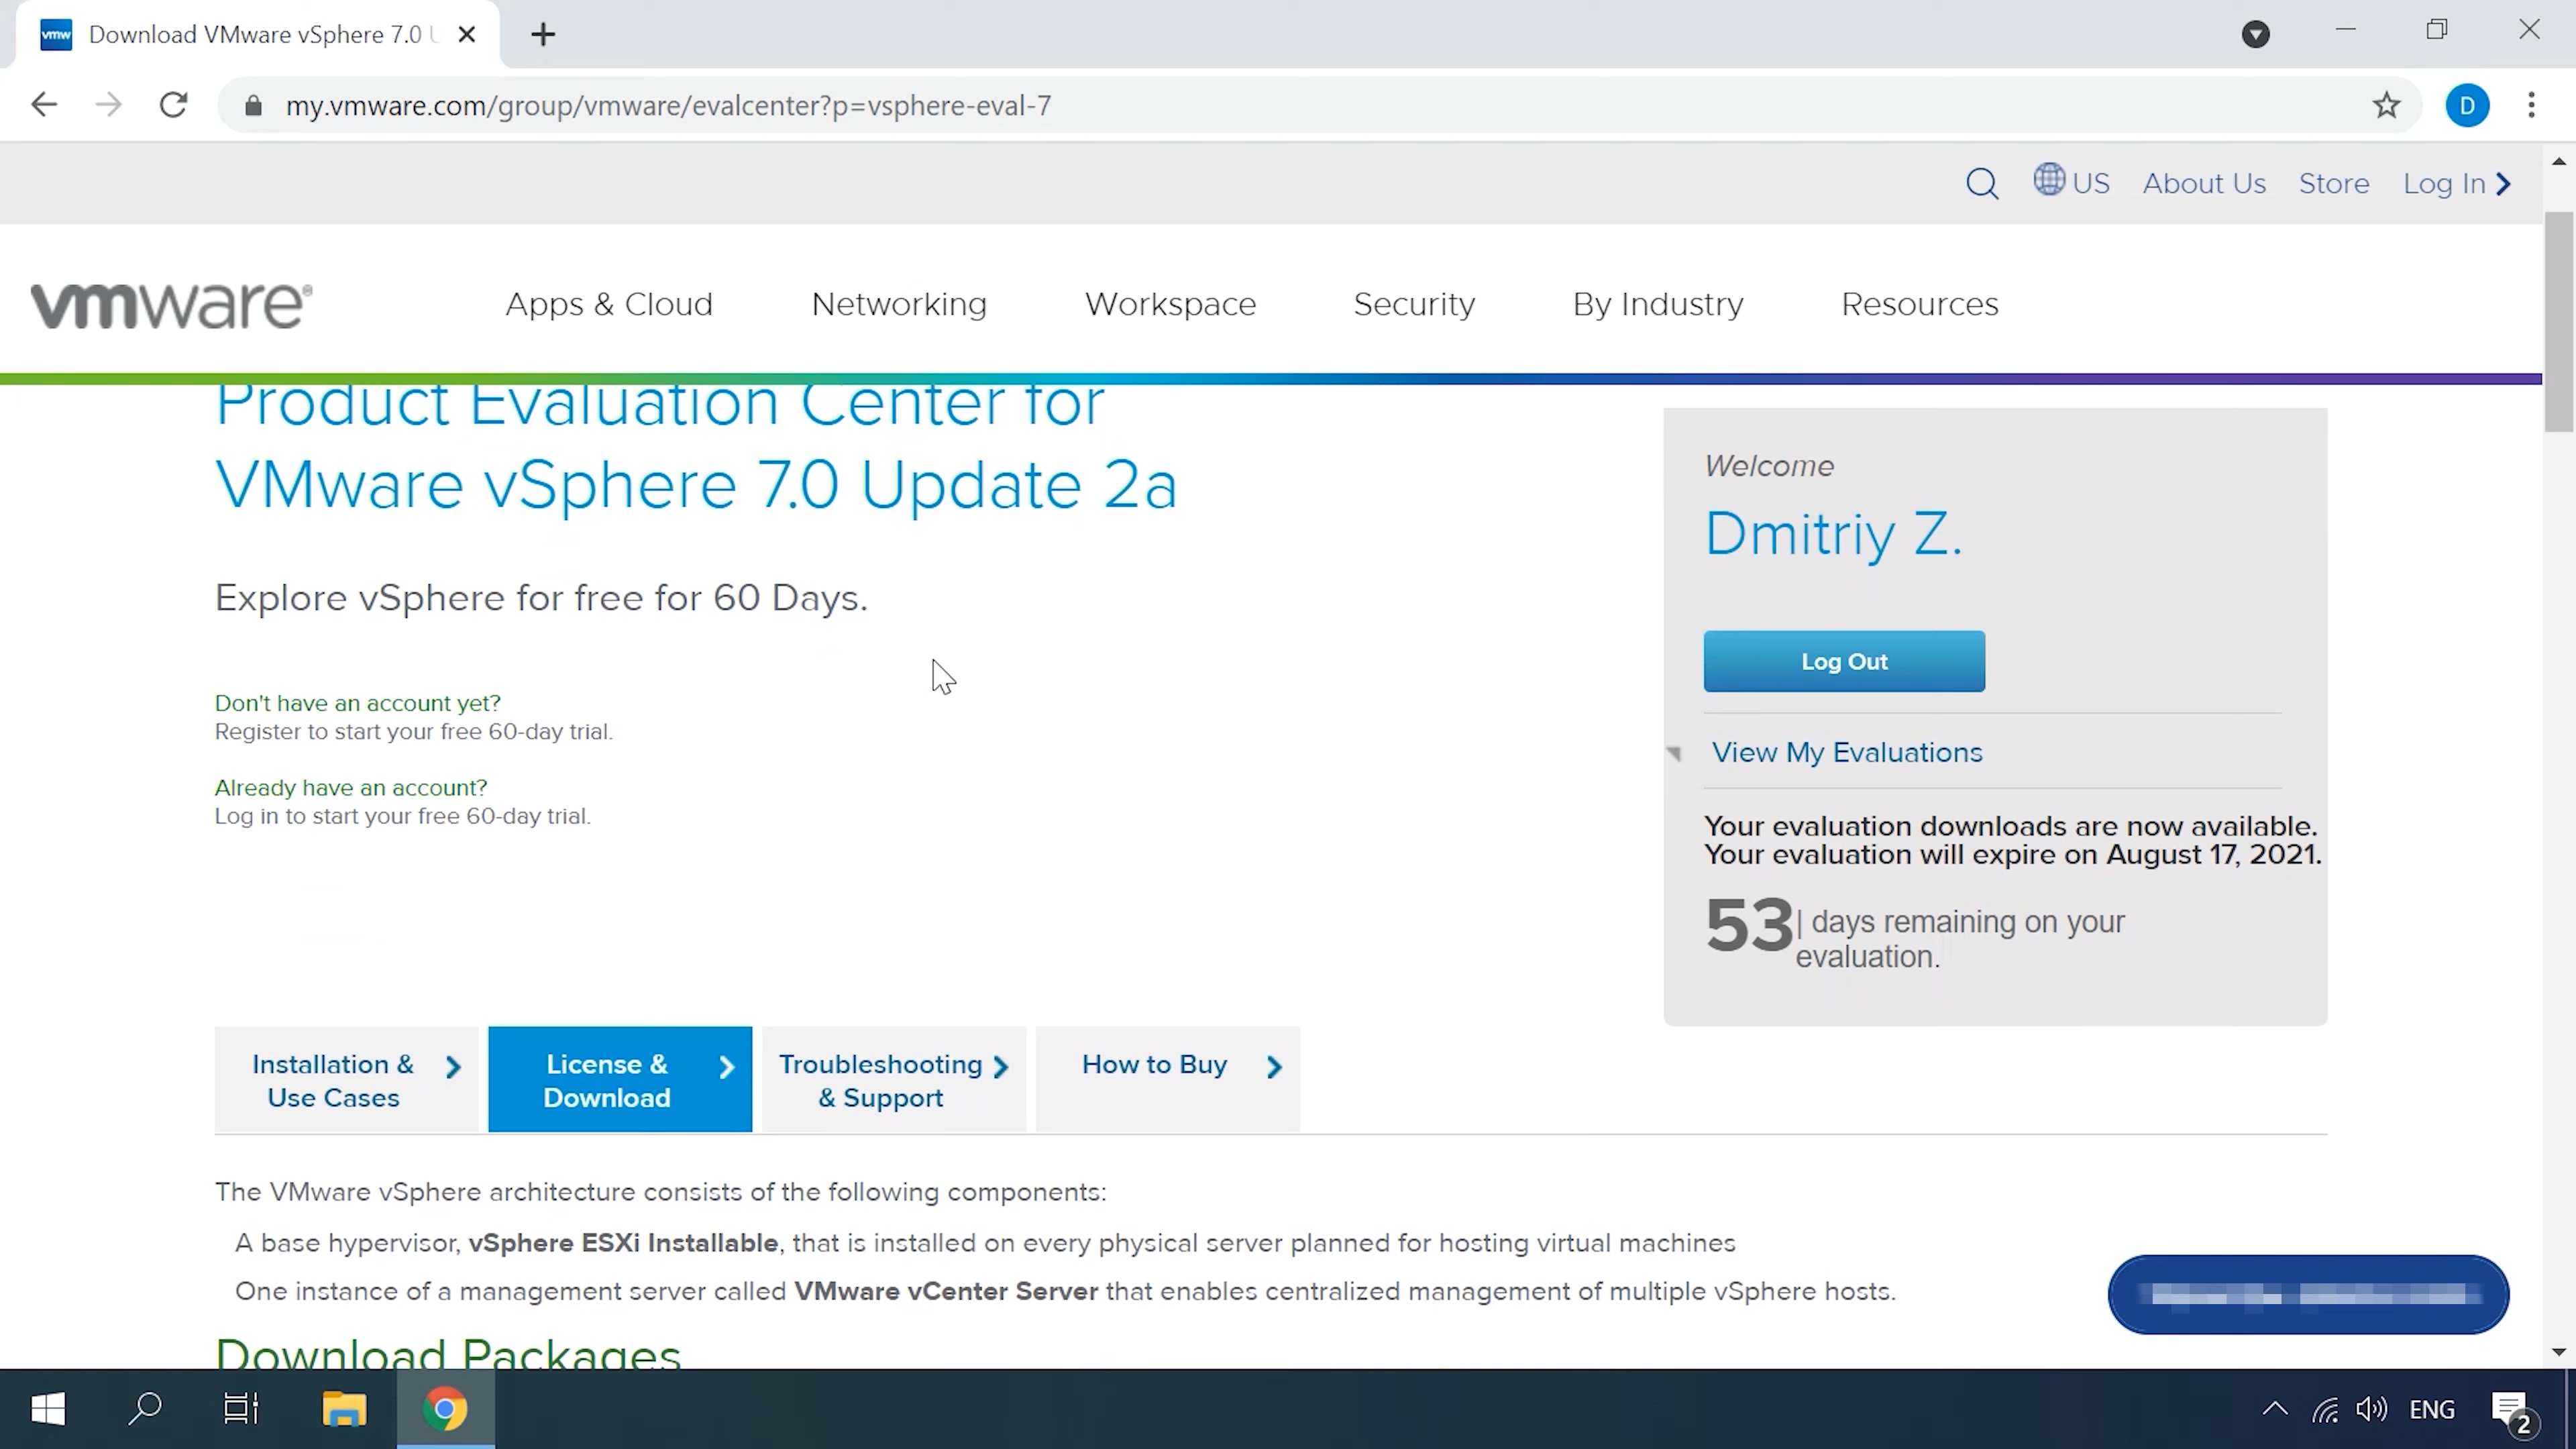 vmw Download VMware vSphere 7.0 U
my.vmware.com/group/vmware/evalcenter?p=vsphere-eval-7
D
US About Us Store Log In
vmware®
Apps & Cloud Networking Workspace Security By Industry Resources
Product Evaluation Center for
VMware vSphere 7.0 Update 2a
Explore vSphere for free for 60 Days.
Don't have an account yet?
Register to start your free 60-day trial.
Already have an account?
Log in to start your free 60-day trial.
Welcome
Dmitriy Z.
Log Out
View My Evaluations
Your evaluation downloads are now available.
Your evaluation will expire on August 17, 2021.
53 | days remaining on your
evaluation.
Installation &
Use Cases
License &
Download
Troubleshooting
& Support
How to Buy
The VMware vSphere architecture consists of the following components:
A base hypervisor, vSphere ESXi Installable, that is installed on every physical server planned for hosting virtual machines
One instance of a management server called VMware vCenter Server that enables centralized management of multiple vSphere hosts.
Download Packages
ENG
2